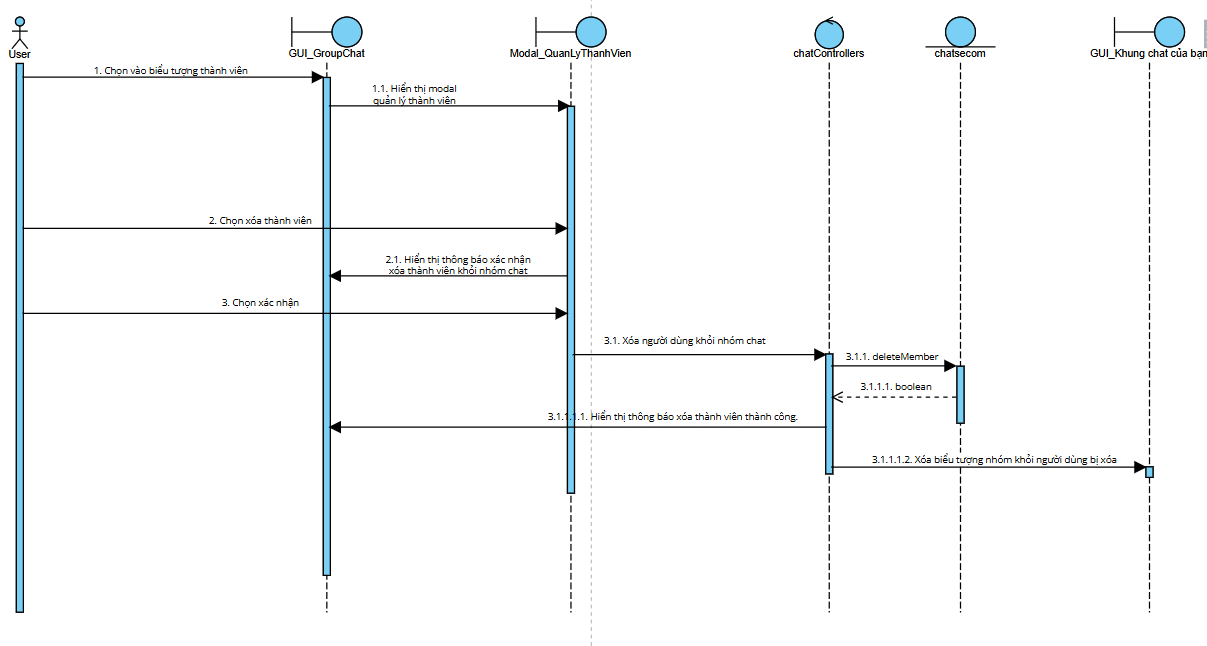 User
GUI_GroupChat
Modal_QuanLyThanhVien
chatControllers
chatsecom
GUI_Khung chat của bạn
1. Chọn vào biểu tượng thành viên
1.1. Hiển thị modal
quản lý thành viên
2. Chọn xóa thành viên
2.1. Hiển thị thông báo xác nhận
xóa thành viên khỏi nhóm chat
3. Chọn xác nhận
3.1. Xóa người dùng khỏi nhóm chat
3.1.1. deleteMember
3.1.1.1. boolean
3.1.1.1.1. Hiển thị thông báo xóa thành viên thành công.
3.1.1.1.2. Xóa biểu tượng nhóm khỏi người dùng bị xóa